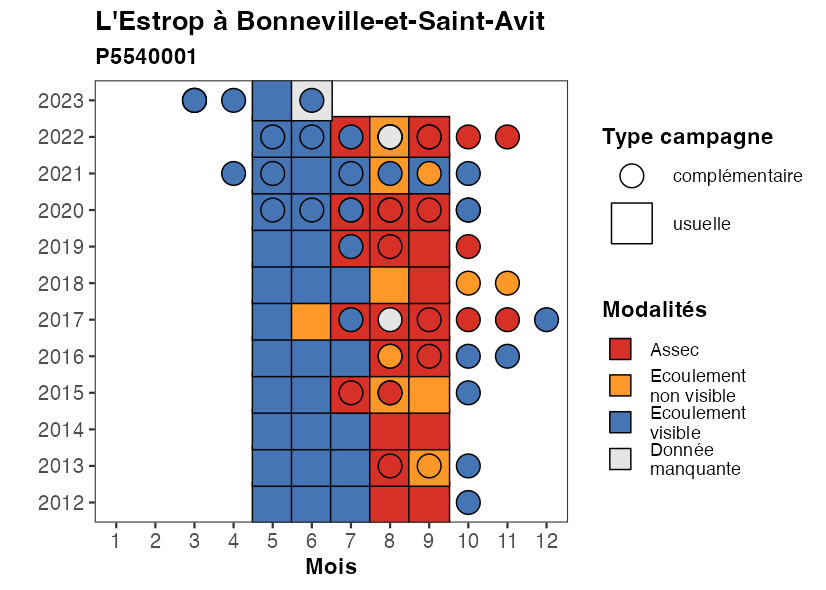 L'Estrop à Bonneville-et-Saint-Avit
P5540001
2023
2022
2021
2020
2019
2018
2017
2016
2015
2014
2013
2012
1 2 3 4 5 6 7 8 9 10 11 12
Mois
Type campagne
complémentaire
usuelle
Modalités
Assec
Ecoulement
non visible
Ecoulement
visible
Donnée
manquante